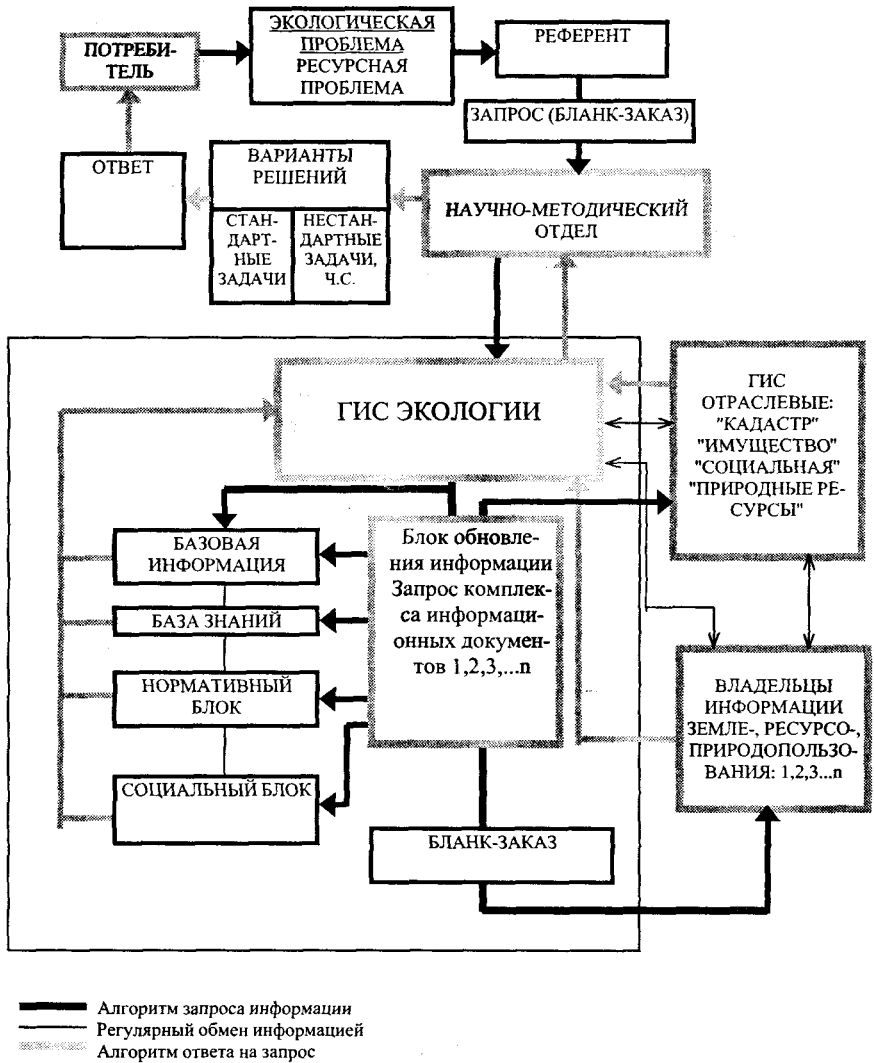 ПОТРЕБИ-
ТЕЛЬ
ЭКОЛОГИЧЕСКАЯ
ПРОБЛЕМА
РЕСУРСНАЯ
ПРОБЛЕМА
РЕФЕРЕНТ
ЗАПРОС (БЛАНК-ЗАКАЗ)
ОТВЕТ
ВАРИАНТЫ
РЕШЕНИЙ
СТАН-
ДАРТ-
НЫЕ
ЗАДАЧИ
НЕСТАН-
ДАРТНЫЕ
ЗАДАЧИ,
Ч.С.
НАУЧНО-МЕТОДИЧЕСКИЙ
ОТДЕЛ
ГИС ЭКОЛОГИИ
ГИС
ОТРАСЛЕВЫЕ:
"КАДАСТР"
"ИМУЩЕСТВО"
"СОЦИАЛЬНАЯ"
"ПРИРОДНЫЕ РЕ-
СУРСЫ"
БАЗОВАЯ
ИНФОРМАЦИЯ
БАЗА ЗНАНИЙ
НОРМАТИВНЫЙ
БЛОК
СОЦИАЛЬНЫЙ БЛОК
Блок обновле-
ния информации
Запрос комплек-
са информаци-
онных докумен-
тов 1,2,3,...n
ВЛАДЕЛЬЦЫ
ИНФОРМАЦИИ
ЗЕМЛЕ-, РЕСУРСО-,
ПРИРОДОПОЛЬЗО-
ВАНИЯ: 1,2,3...n
БЛАНК-ЗАКАЗ
Алгоритм запроса информации
Регулярный обмен информацией
Алгоритм ответа на запрос